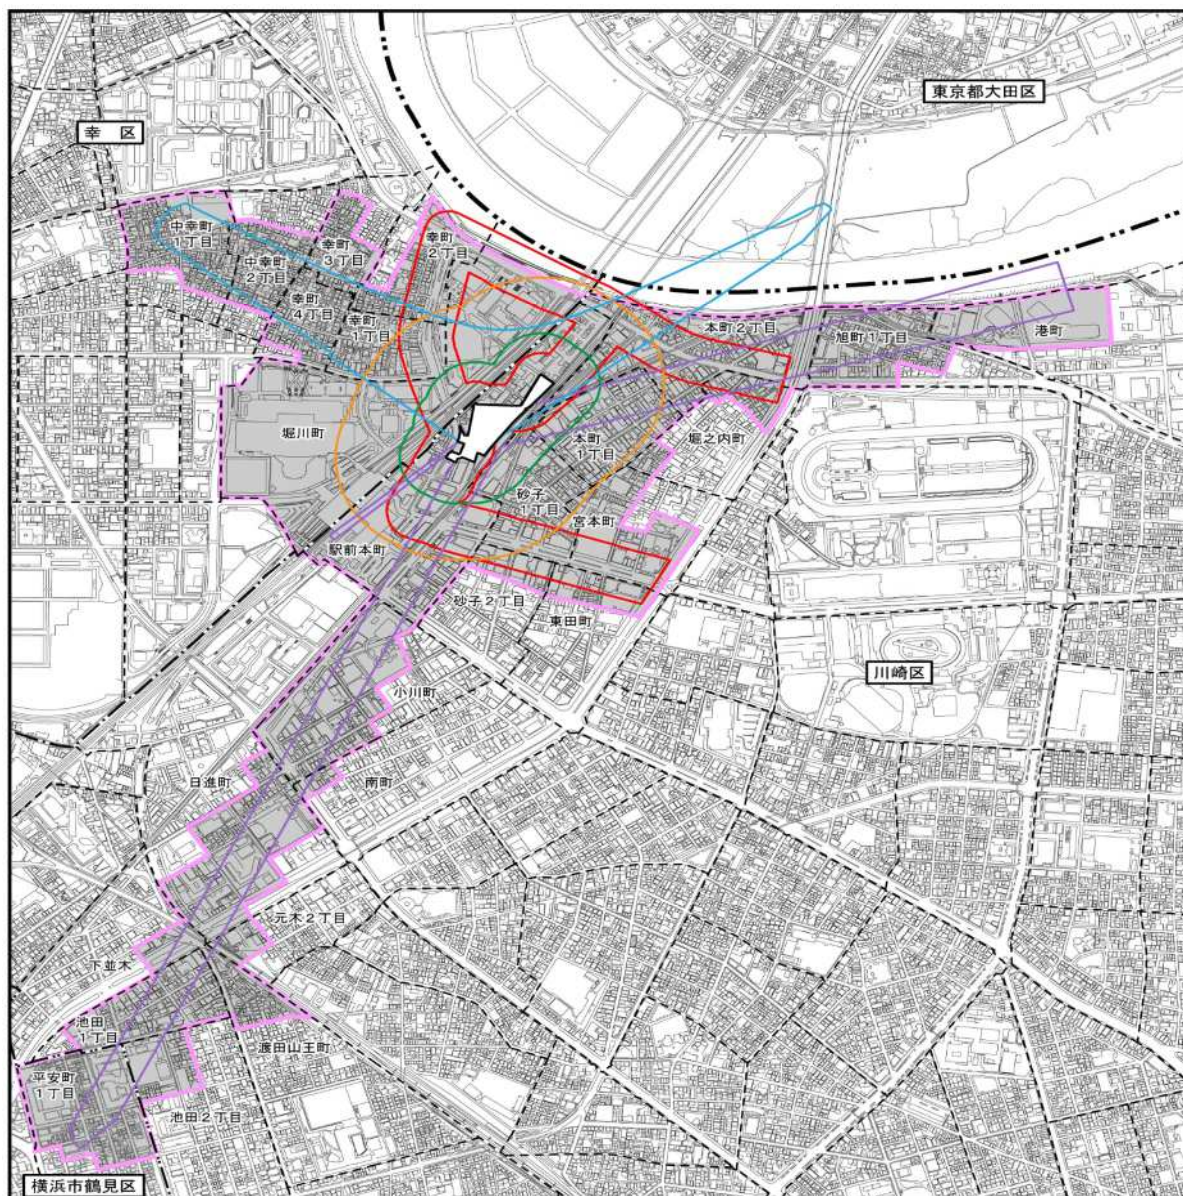 東京都大田区
幸 区
中幸町
1丁目
中幸町
2丁目
幸町
3丁目
幸町
2丁目
幸町
4丁目
幸町
1丁目
本町2丁目
旭町1丁目
港町
堀川町
本町
1丁目
堀之内町
砂子
1丁目
宮本町
駅前本町
砂子2丁目
東田町
川崎区
小川町
日進町
南町
元木2丁目
下並木
池田
1丁目
渡田山王町
平安町
1丁目
池田2丁目
横浜市鶴見区